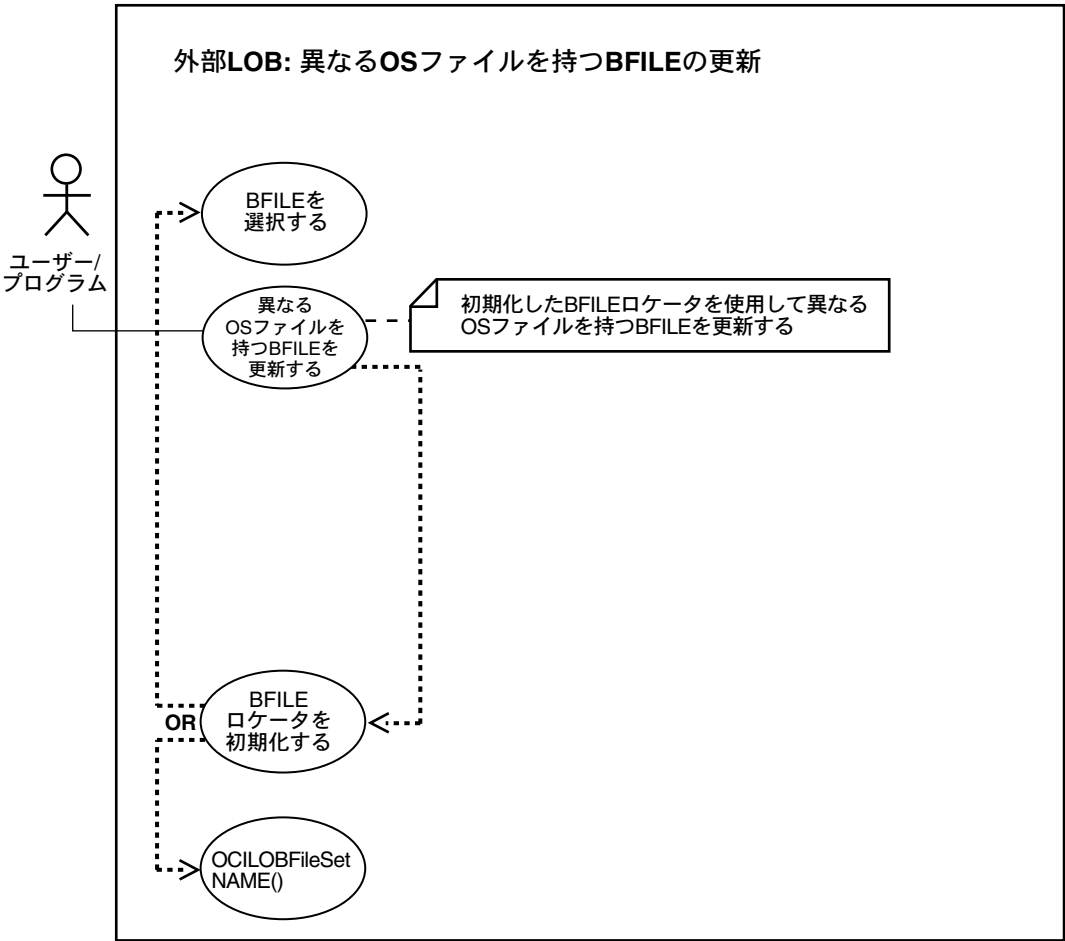 外部LOB: 異なるOSファイルを持つBFILEの更新
BFILEを
選択する
ユーザー/
プログラム
異なる
OSファイルを
持つBFILEを
更新する
初期化したBFILEロケータを使用して異なる
OSファイルを持つBFILEを更新する
BFILE
ロケータを
初期化する
OR
OCILOBFileSet
NAME()